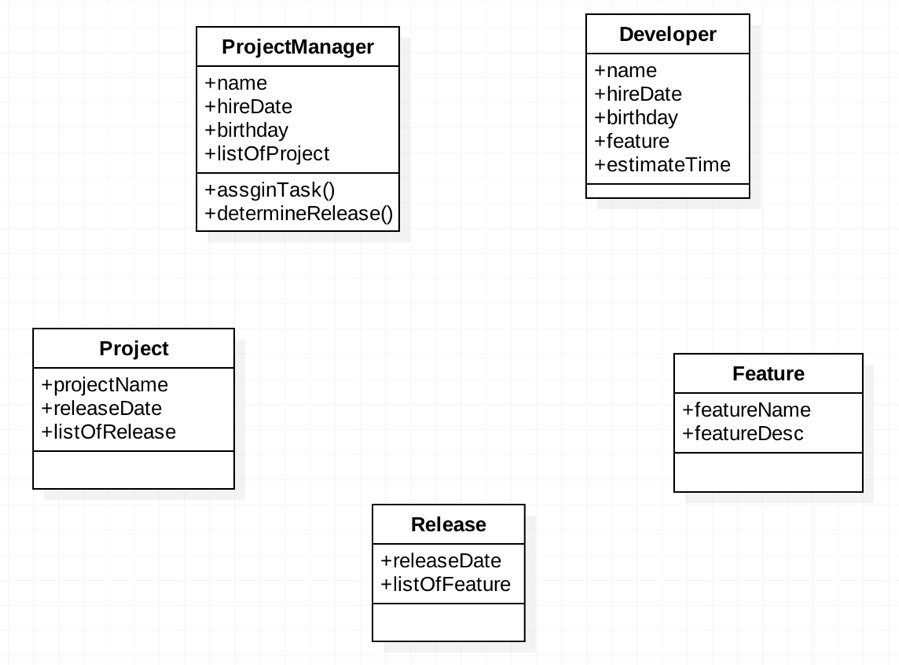 ProjectManager
+name
+hireDate
+birthday
+listOfProject
+assginTask()
+determineRelease()
Developer
+name
+hireDate
+birthday
+feature
+estimateTime
Project
+projectName
+releaseDate
+listOfRelease
Feature
+featureName
+featureDesc
Release
+releaseDate
+listOfFeature